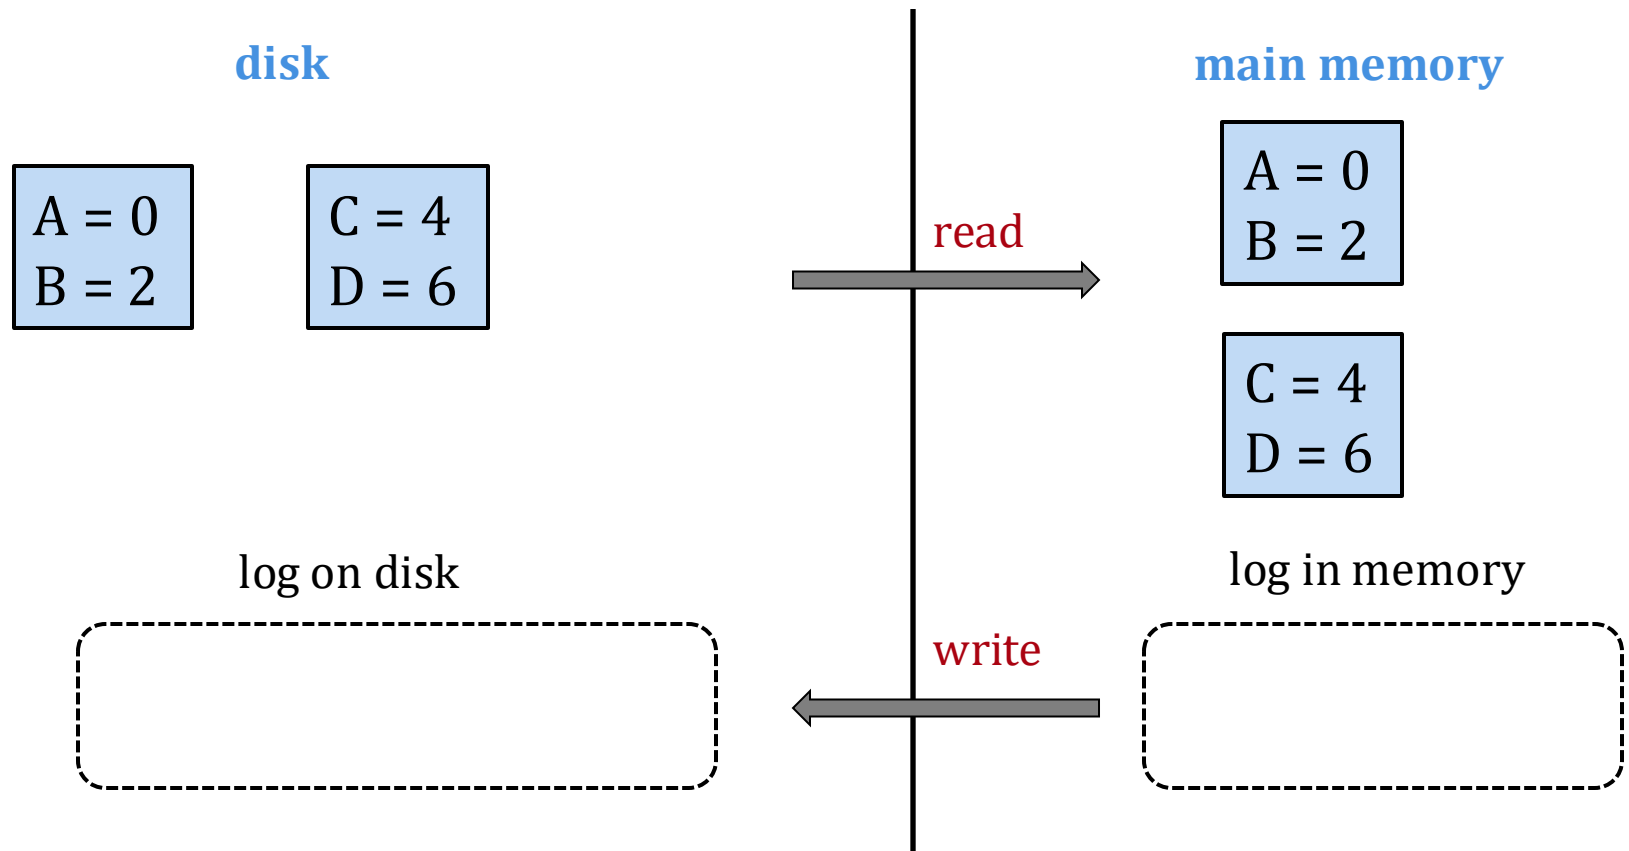 disk
A = 0
B = 2
C = 4
D = 6
log on disk
read
write
main memory
A = 0
B = 2
C = 4
D = 6
log in memory